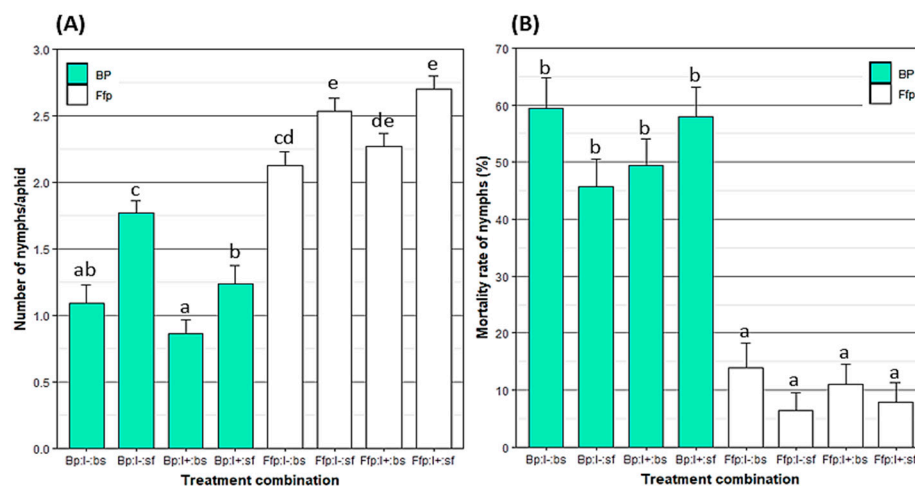 (A)
Number of nymphs/aphid
3.0
2.5
2.0
1.5
1.0
0.5
0.0
BP
Ffp
ab
c
a
b
cd
e
de
e
Bp:I-:bs
Bp:I-:sf
Bp:I+:bs
Bp:I+:sf
Ffp:I-:bs
Ffp:I-:sf
Ffp:I+:bs
Ffp:I+:sf
Treatment combination
(B)
Mortality rate of nymphs (%)
70
60
50
40
30
20
10
0
BP
Ffp
b
b
b
b
a
a
a
a
Bp:I-:bs
Bp:I-:sf
Bp:I+:bs
Bp:I+:sf
Ffp:I-:bs
Ffp:I-:sf
Ffp:I+:bs
Ffp:I+:sf
Treatment combination